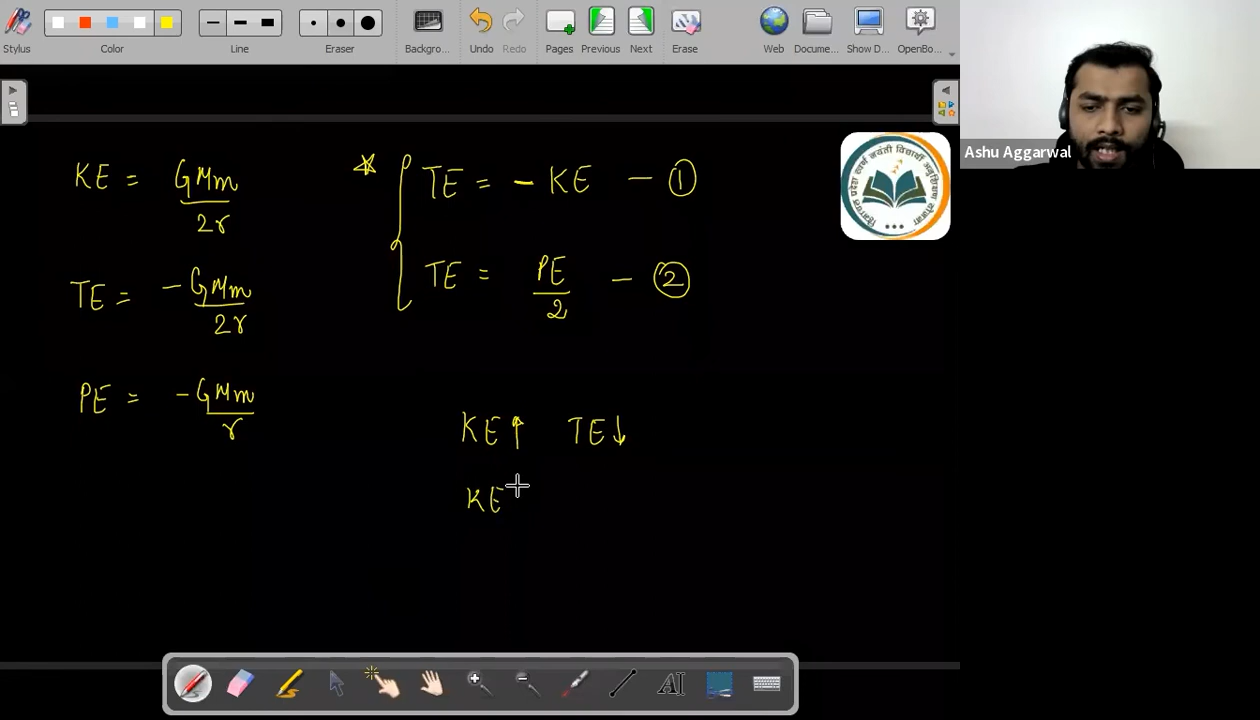 Stylus Color Line Eraser Backgro... Undo Redo Pages Previous Next Erase Web Docume... Show D... OpenBo...
Ashu Aggarwal
KE = GMm/2r
TE = -GMm/2r
PE = -GMm/r
TE = - KE - ①
TE = PE/2 - ②
KE↑ TE↓
KE